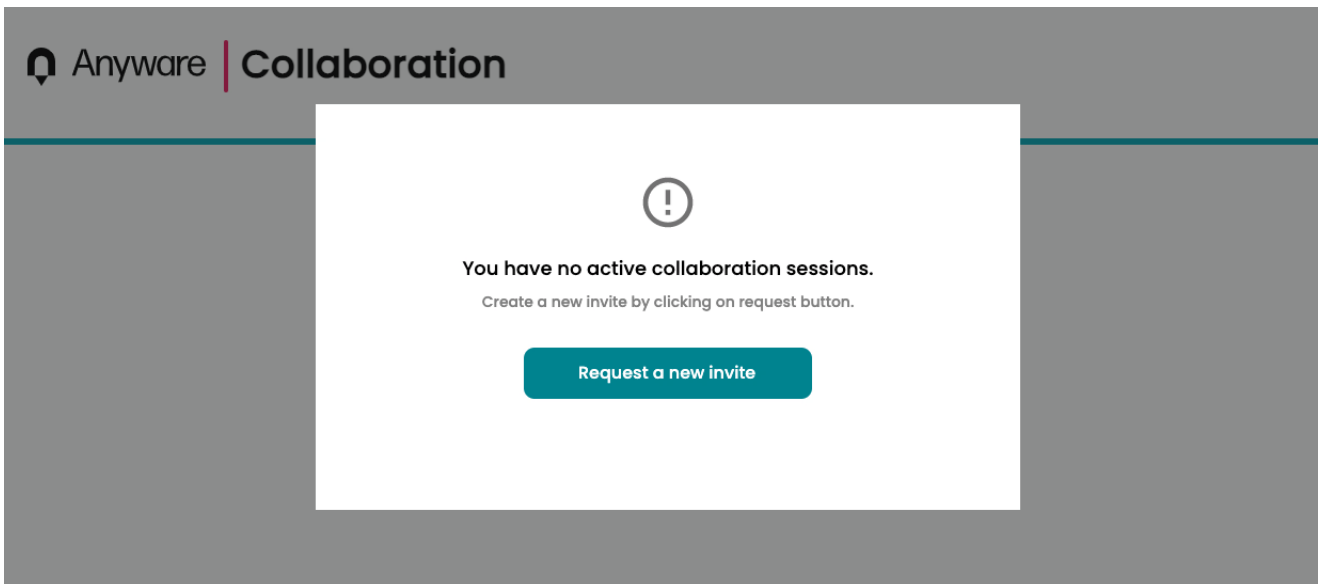 Anyware | Collaboration
You have no active collaboration sessions.
Create a new invite by clicking on request button.
Request a new invite